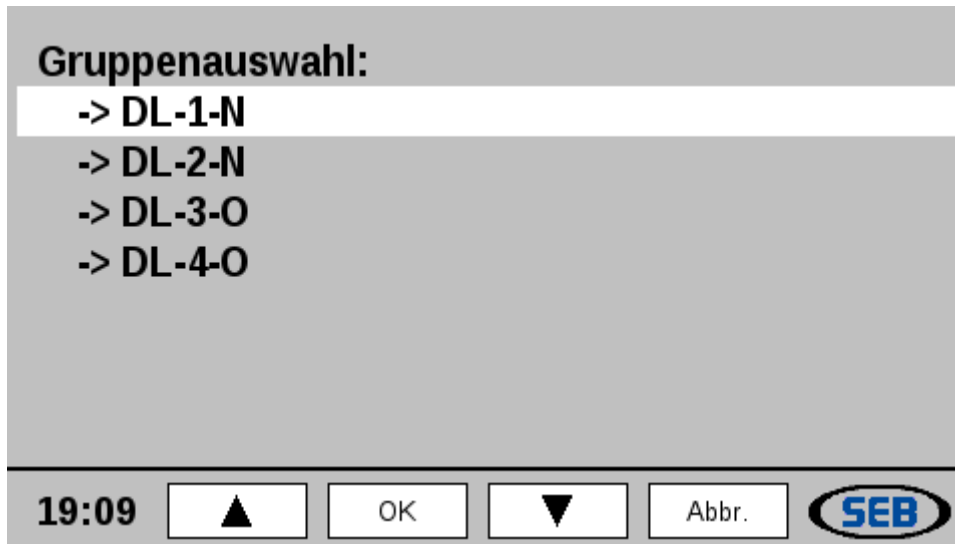 Gruppenauswahl:
-> DL-1-N
-> DL-2-N
-> DL-3-O
-> DL-4-O
19:09 ▲ OK ▼ Abbr. SEB